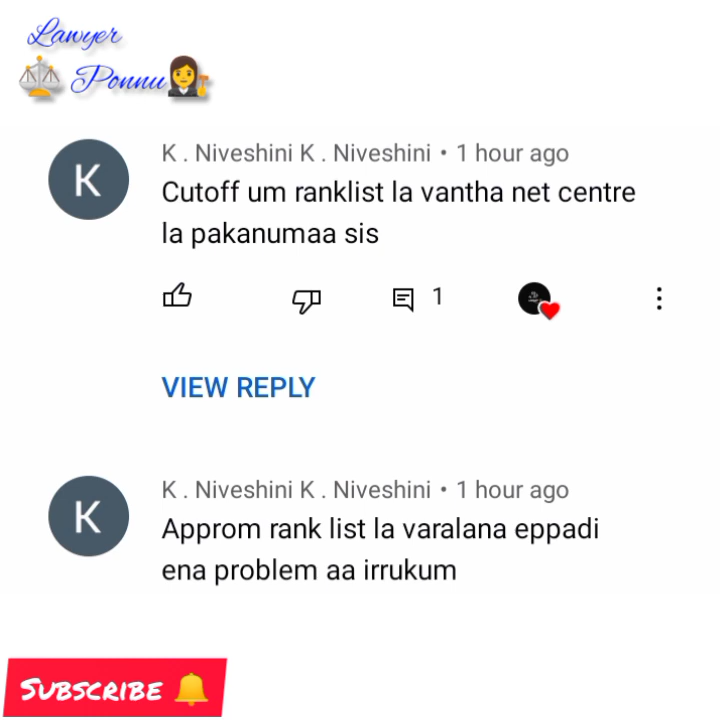 Lawyer
Ponnu
K
K . Niveshini K . Niveshini • 1 hour ago
Cutoff um ranklist la vantha net centre
la pakanumaa sis
1
VIEW REPLY
K
K . Niveshini K . Niveshini • 1 hour ago
Approm rank list la varalana eppadi
ena problem aa irrukum
SUBSCRIBE